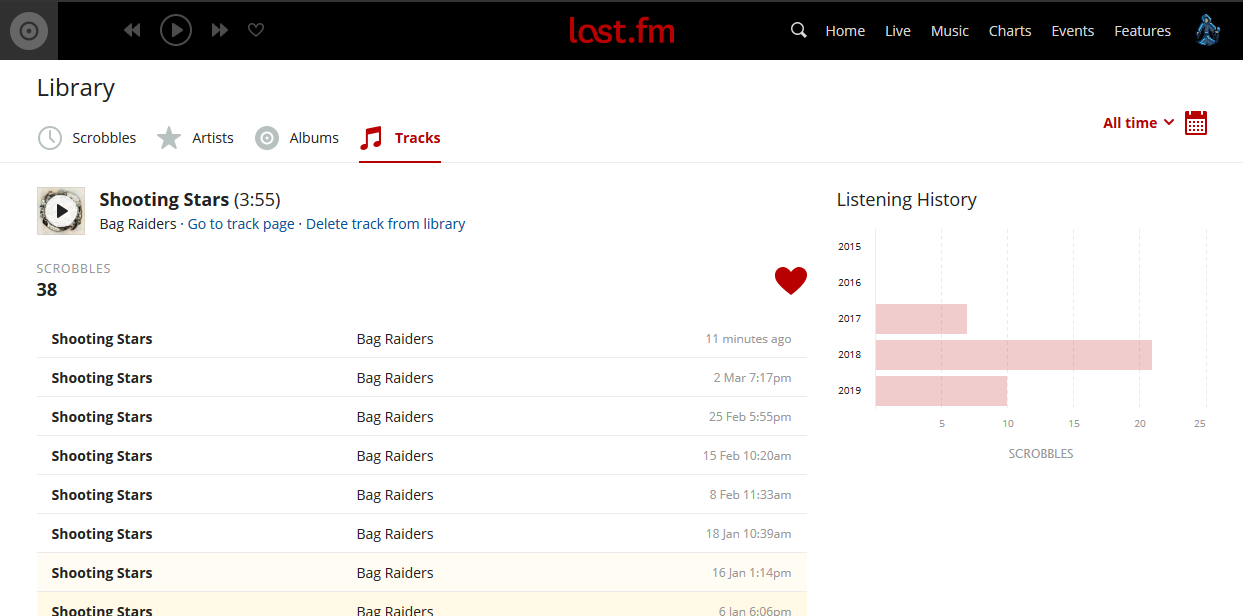 last.fm
Home Live Music Charts Events Features
Library
Scrobbles Artists Albums Tracks
All time
Shooting Stars (3:55)
Bag Raiders · Go to track page · Delete track from library
SCROBBLES
38
Shooting Stars Bag Raiders 11 minutes ago
Shooting Stars Bag Raiders 2 Mar 7:17pm
Shooting Stars Bag Raiders 25 Feb 5:55pm
Shooting Stars Bag Raiders 15 Feb 10:20am
Shooting Stars Bag Raiders 8 Feb 11:33am
Shooting Stars Bag Raiders 18 Jan 10:39am
Shooting Stars Bag Raiders 16 Jan 1:14pm
Shooting Stars Bag Raiders 6 Jan 6:06pm
Listening History
2015
2016
2017
2018
2019
5 10 15 20 25
SCROBBLES